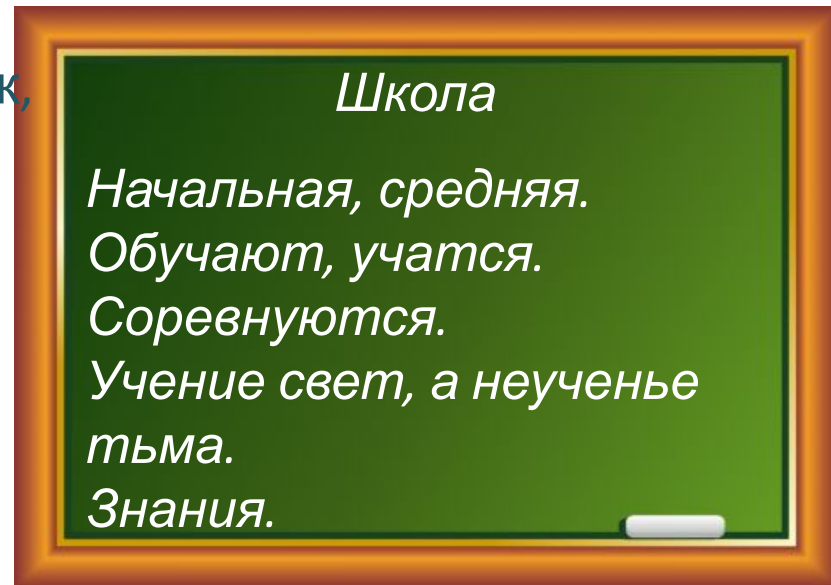 к,
Школа
Начальная, средняя.
Обучают, учатся.
Соревнуются.
Учение свет, а неученье
тьма.
Знания.